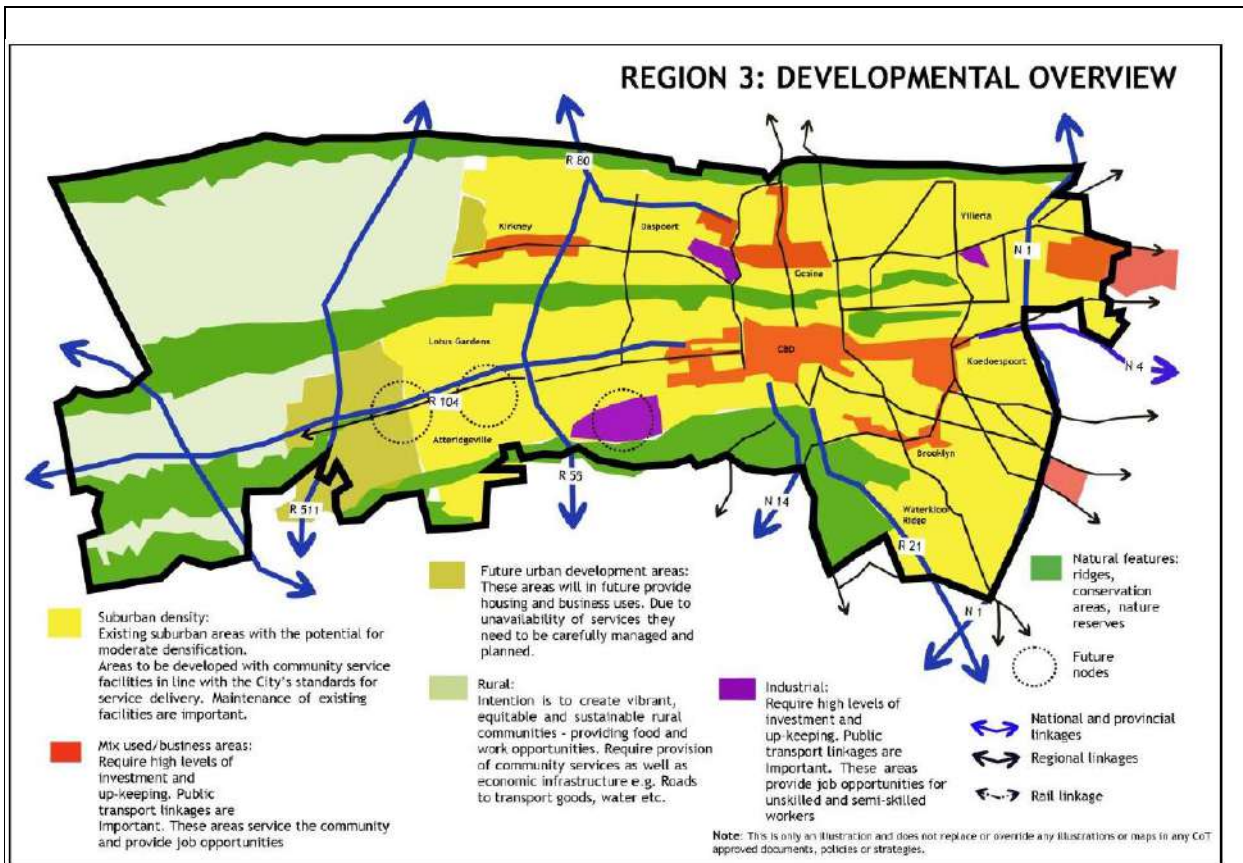 REGION 3: DEVELOPMENTAL OVERVIEW
R 80
Villeria
Kirkney
Daspoort
N 1
Gezina
Lotus Gardens
CBD
Koedoespoort
N 4
R 104
Atteridgeville
Brooklyn
R 55
N 14
R 511
Waterkloof
Ridge
R 21
N 1
Suburban density:
Existing suburban areas with the potential for
moderate densification.
Areas to be developed with community service
facilities in line with the City's standards for
service delivery. Maintenance of existing
facilities are important.
Mix used/business areas:
Require high levels of
investment and
up-keeping. Public
transport linkages are
Important. These areas service the community
and provide job opportunities
Future urban development areas:
These areas will in future provide
housing and business uses. Due to
unavailability of services they
need to be carefully managed and
planned.
Rural:
Intention is to create vibrant,
equitable and sustainable rural
communities - providing food and
work opportunities. Require provision
of community services as well as
economic infrastructure e.g. Roads
to transport goods, water etc.
Industrial:
Require high levels of
investment and
up-keeping. Public
transport linkages are
Important. These areas
provide job opportunities for
unskilled and semi-skilled
workers
Natural features:
ridges,
conservation
areas, nature
reserves
Future
nodes
National and provincial
linkages
Regional linkages
Rail linkage
Note: This is only an illustration and does not replace or override any illustrations or maps in any CoT
approved documents, policies or strategies.